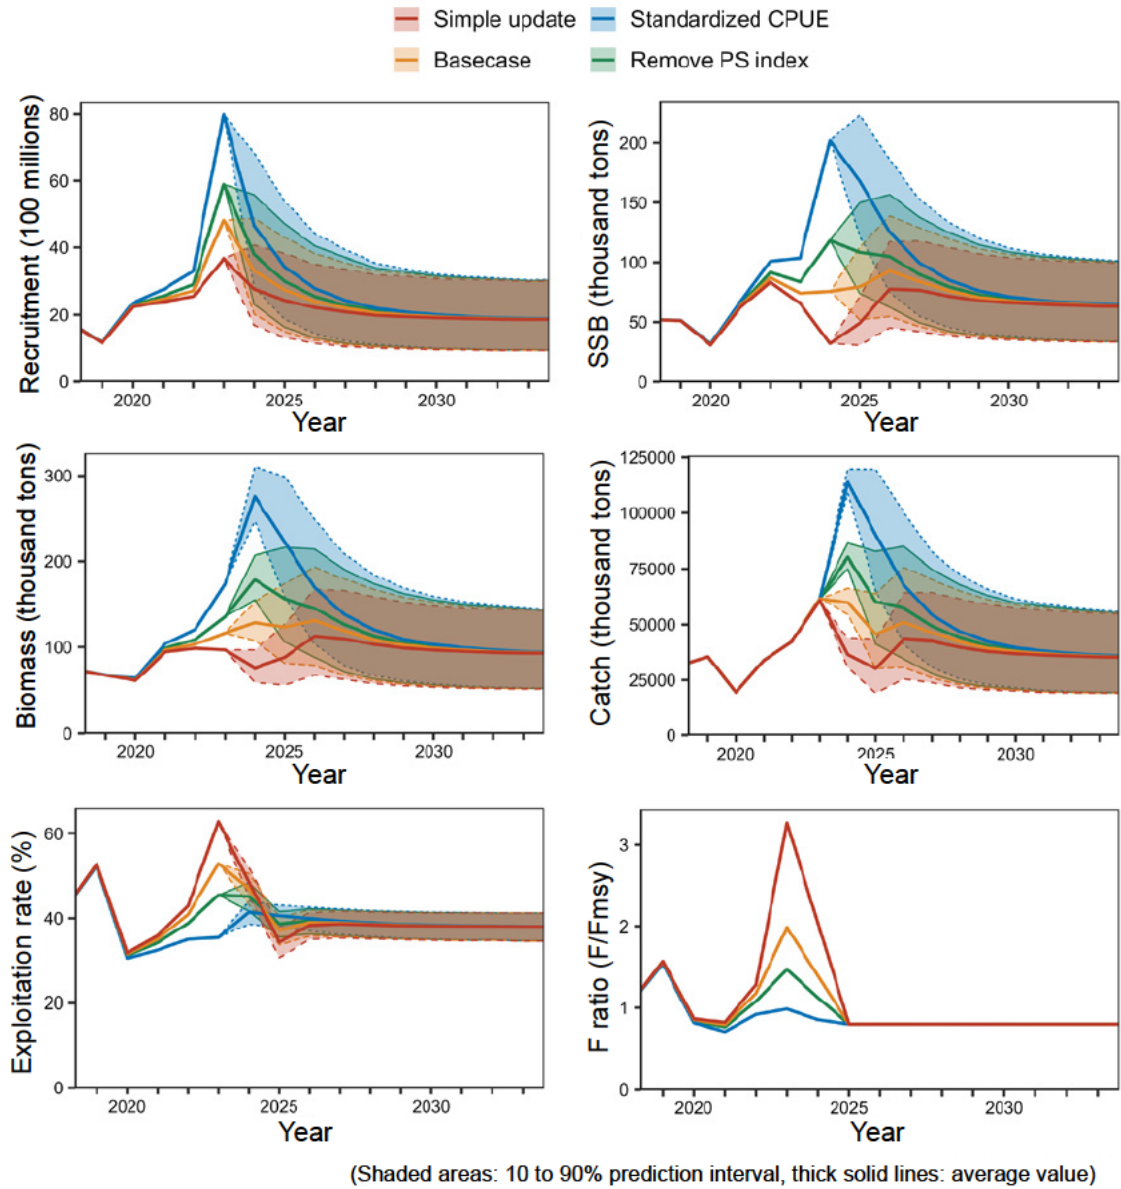 Simple update
Standardized CPUE
Basecase
Remove PS index
Recruitment (100 millions)
80
60
40
20
0
2020
2025
2030
Year
SSB (thousand tons)
200
150
100
50
0
2020
2025
2030
Year
Biomass (thousand tons)
300
200
100
0
2020
2025
2030
Year
Catch (thousand tons)
125000
100000
75000
50000
25000
0
2020
2025
2030
Year
Exploitation rate (%)
60
40
20
0
2020
2025
2030
Year
F ratio (F/Fmsy)
3
2
1
0
2020
2025
2030
Year
(Shaded areas: 10 to 90% prediction interval, thick solid lines: average value)